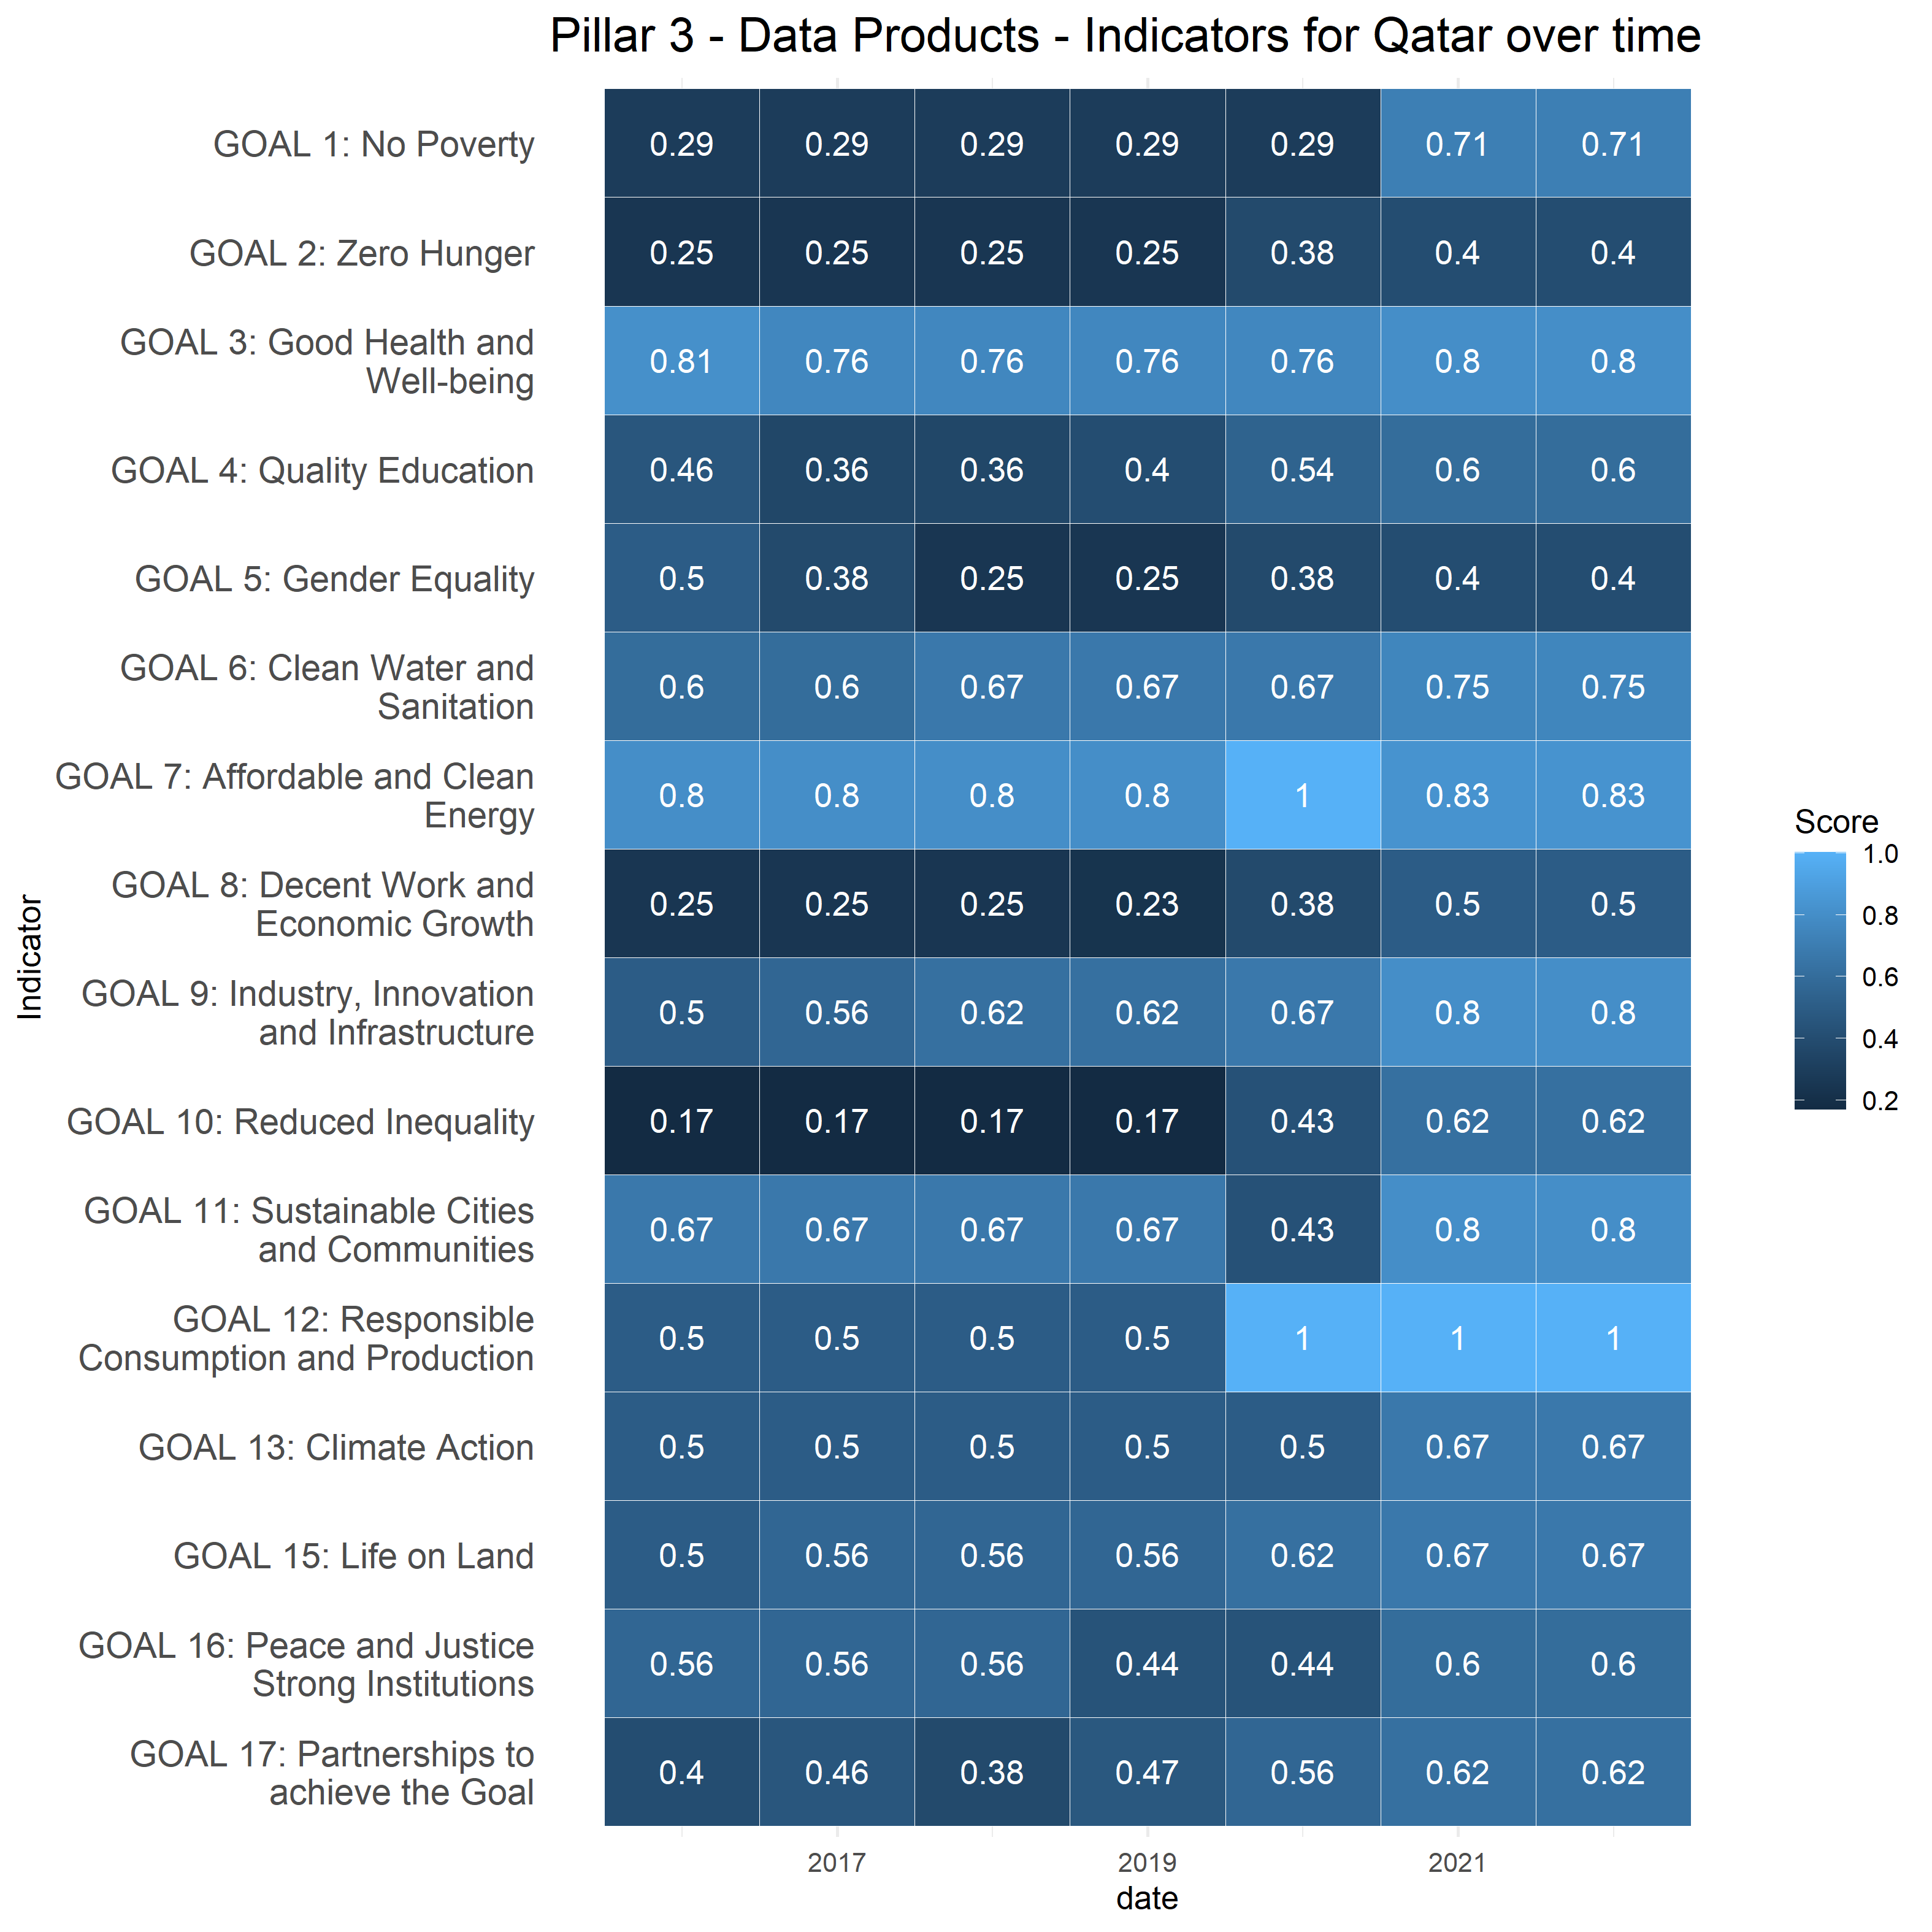 Pillar 3 - Data Products - Indicators for Qatar over time
GOAL 1: No Poverty
0.29 0.29 0.29 0.29 0.29 0.71 0.71
GOAL 2: Zero Hunger
0.25 0.25 0.25 0.25 0.38 0.4 0.4
GOAL 3: Good Health and
Well-being
0.81 0.76 0.76 0.76 0.76 0.8 0.8
GOAL 4: Quality Education
0.46 0.36 0.36 0.4 0.54 0.6 0.6
GOAL 5: Gender Equality
0.5 0.38 0.25 0.25 0.38 0.4 0.4
GOAL 6: Clean Water and
Sanitation
0.6 0.6 0.67 0.67 0.67 0.75 0.75
GOAL 7: Affordable and Clean
Energy
0.8 0.8 0.8 0.8 1 0.83 0.83
GOAL 8: Decent Work and
Economic Growth
0.25 0.25 0.25 0.23 0.38 0.5 0.5
GOAL 9: Industry, Innovation
and Infrastructure
0.5 0.56 0.62 0.62 0.67 0.8 0.8
GOAL 10: Reduced Inequality
0.17 0.17 0.17 0.17 0.43 0.62 0.62
GOAL 11: Sustainable Cities
and Communities
0.67 0.67 0.67 0.67 0.43 0.8 0.8
GOAL 12: Responsible
Consumption and Production
0.5 0.5 0.5 0.5 1 1 1
GOAL 13: Climate Action
0.5 0.5 0.5 0.5 0.5 0.67 0.67
GOAL 15: Life on Land
0.5 0.56 0.56 0.56 0.62 0.67 0.67
GOAL 16: Peace and Justice
Strong Institutions
0.56 0.56 0.56 0.44 0.44 0.6 0.6
GOAL 17: Partnerships to
achieve the Goal
0.4 0.46 0.38 0.47 0.56 0.62 0.62
2017 2019 2021
date
Indicator
Score
1.0
0.8
0.6
0.4
0.2